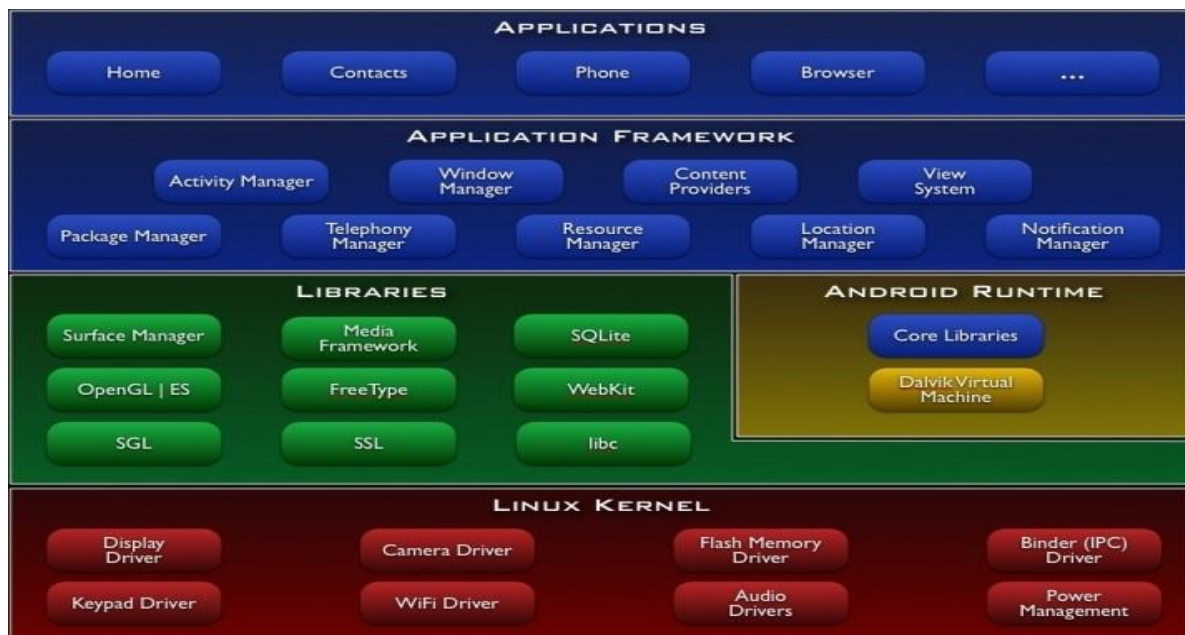 APPLICATIONS
Home
Contacts
Phone
Browser
...
APPLICATION FRAMEWORK
Activity Manager
Window
Manager
Content
Providers
View
System
Package Manager
Telephony
Manager
Resource
Manager
Location
Manager
Notification
Manager
LIBRARIES
Surface Manager
Media
Framework
SQLite
OpenGL | ES
FreeType
WebKit
SGL
SSL
libc
ANDROID RUNTIME
Core Libraries
Dalvik Virtual
Machine
LINUX KERNEL
Display
Driver
Camera Driver
Flash Memory
Driver
Binder (IPC)
Driver
Keypad Driver
WiFi Driver
Audio
Drivers
Power
Management